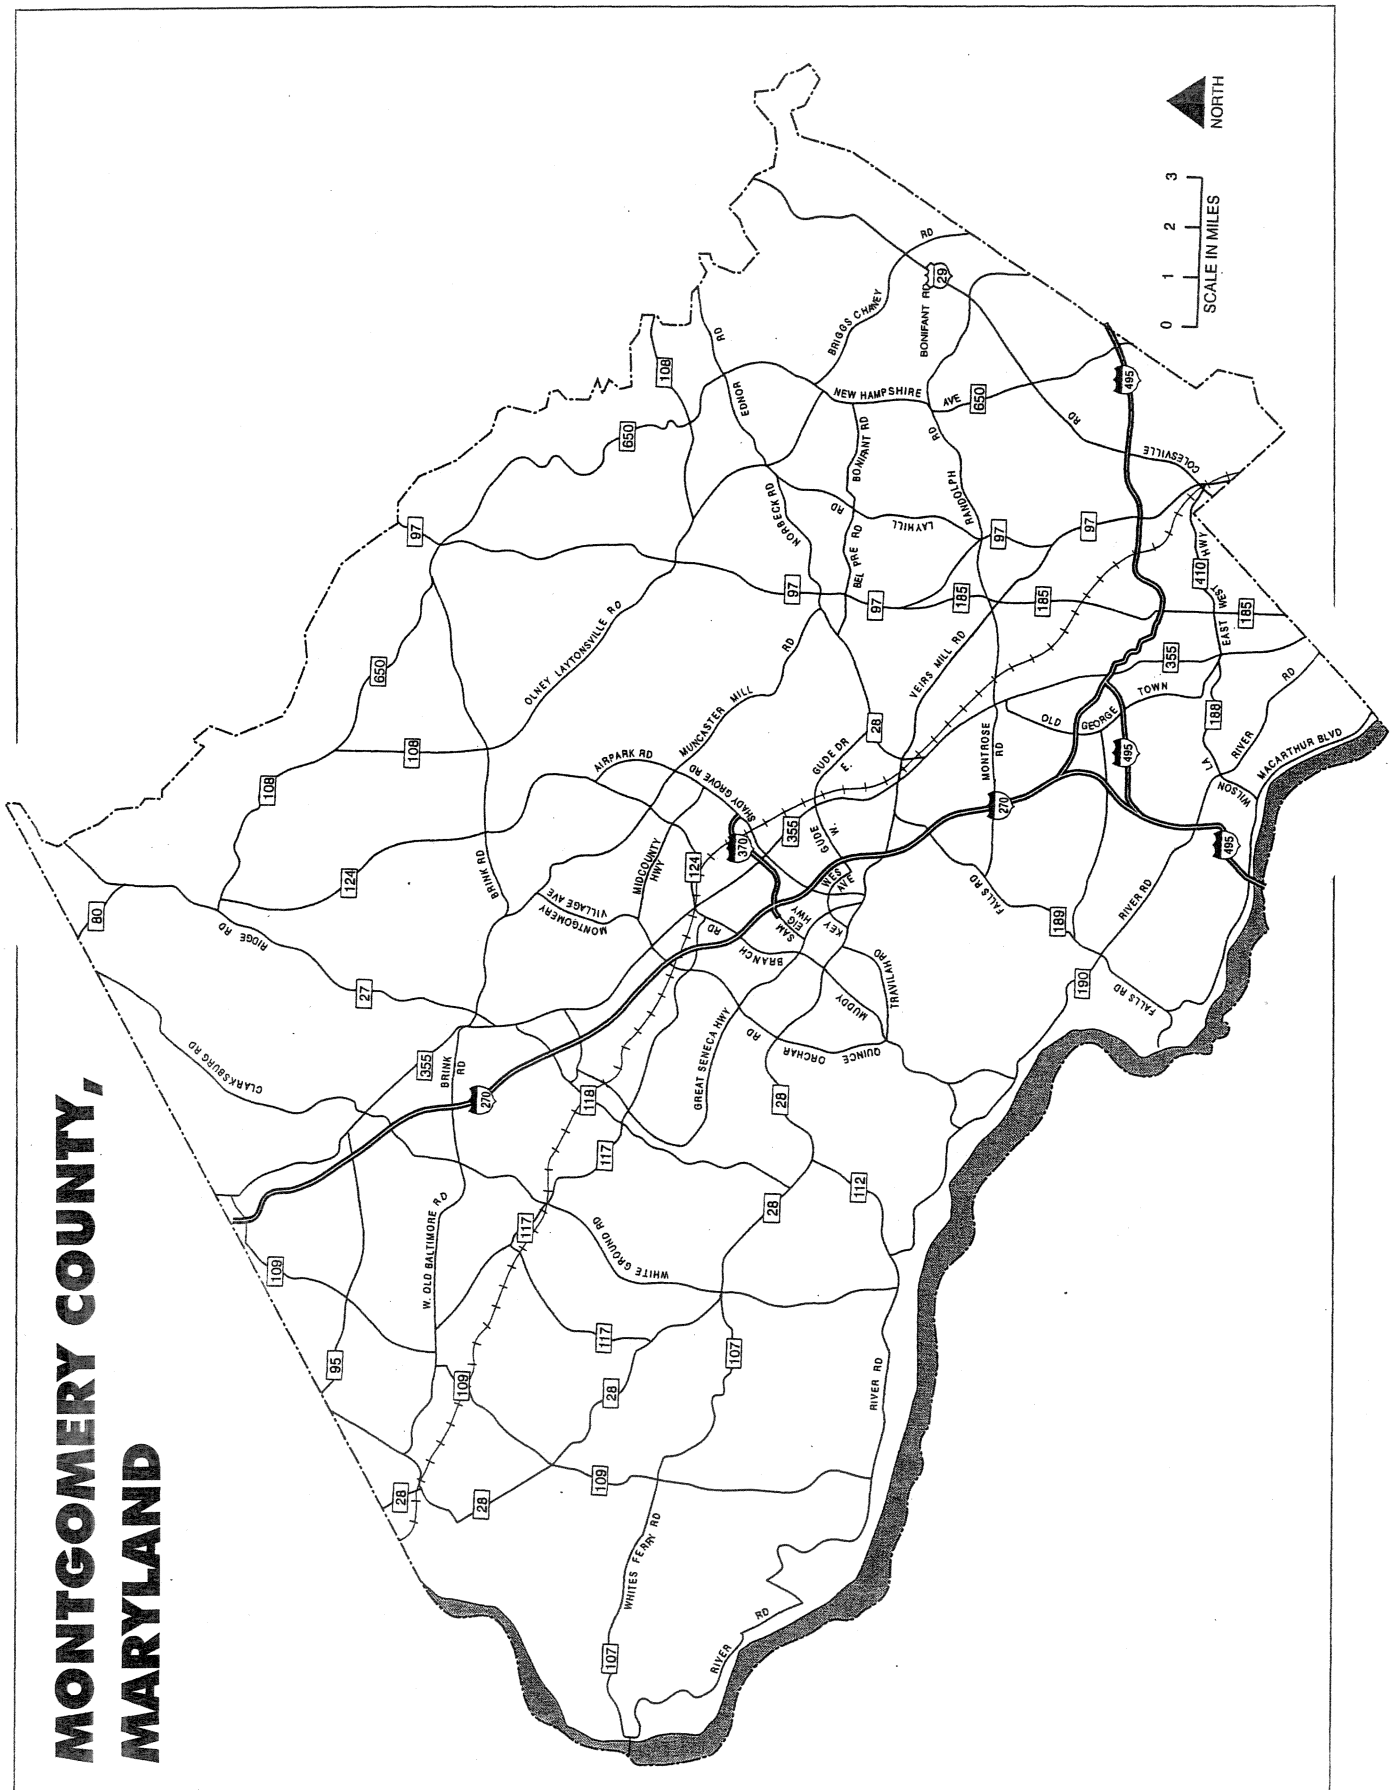 MONTGOMERY COUNTY,
MARYLAND
NORTH
0 1 2 3
SCALE IN MILES
80
RIDGE RD
27
CLARKSBURG RD
355
BRINK
RD
270
109
95
W. OLD BALTIMORE RD
109
28
28
109
107
WHITES FERRY RD
RIVER RD
28
117
107
RIVER RD
117
WHITE GROUND RD
117
118
28
112
28
GREAT SENECA HWY
QUINCE ORCHAR RD
MUDDY BRANCH RD
TRAVILAH RD
190
FALLS RD
189
FALLS RD
RIVER RD
108
124
108
650
97
BRINK RD
OLNEY LAYTONSVILLE RD
MONTGOMERY VILLAGE AVE
MIDCOUNTY
HWY
124
AIRPARK RD
SHADY GROVE RD
MUNCASTER MILL RD
370
355
SAM
EIG
HWY
KEY
WES
AVE
W. GUDE
E. GUDE DR
28
VEIRS MILL RD
MONTROSE
RD
270
650
108
EDNOR RD
NORBECK RD
97
BEL PRE RD
BONIFANT RD
LAYHILL RD
RANDOLPH RD
NEW HAMPSHIRE AVE
650
BRIGGS CHANEY RD
BONIFANT RD
29
COLESVILLE RD
97
97
97
185
185
185
495
410
EAST WEST HWY
355
OLD GEORGE TOWN
188
495
495
RIVER RD
WILSON LA
MACARTHUR BLVD